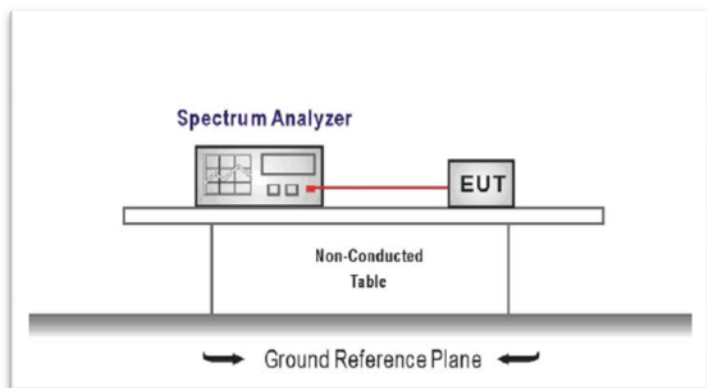 Spectrum Analyzer
EUT
Non-Conducted
Table
Ground Reference Plane